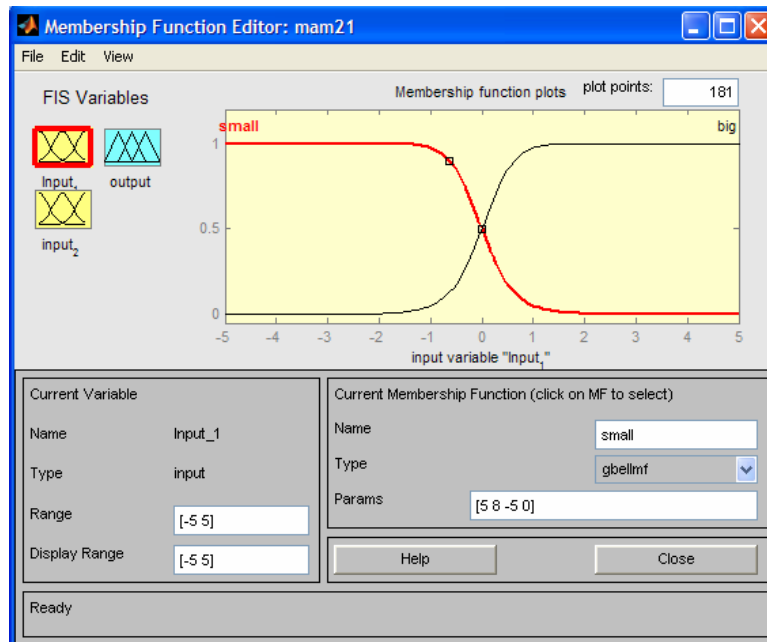 Membership Function Editor: mam21
File Edit View
FIS Variables
Membership function plots plot points: 181
Input1 output
input2
small big
1
0.5
0
-5 -4 -3 -2 -1 0 1 2 3 4 5
input variable "Input1"
Current Variable
Name Input_1
Type input
Range [-5 5]
Display Range [-5 5]
Current Membership Function (click on MF to select)
Name small
Type gbellmf
Params [5 8 -5 0]
Help Close
Ready